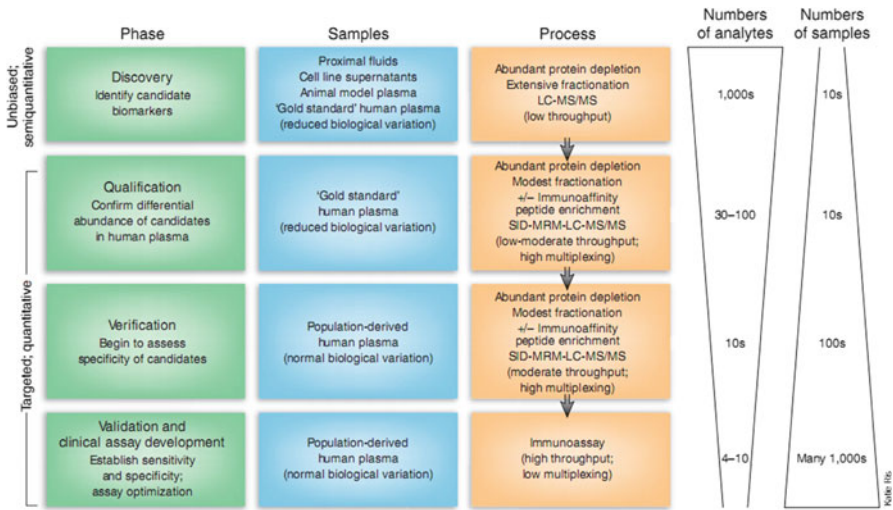 Phase
Samples
Process
Numbers
of analytes
Numbers
of samples
Unbiased;
semiquantitative
Discovery
Identify candidate
biomarkers
Proximal fluids
Cell line supernatants
Animal model plasma
'Gold standard' human plasma
(reduced biological variation)
Abundant protein depletion
Extensive fractionation
LC-MS/MS
(low throughput)
1,000s
10s
Targeted; quantitative
Qualification
Confirm differential
abundance of candidates
in human plasma
'Gold standard'
human plasma
(reduced biological variation)
Abundant protein depletion
Modest fractionation
+/– Immunoaffinity
peptide enrichment
SID-MRM-LC-MS/MS
(low-moderate throughput;
high multiplexing)
30–100
10s
Verification
Begin to assess
specificity of candidates
Population-derived
human plasma
(normal biological variation)
Abundant protein depletion
Modest fractionation
+/– Immunoaffinity
peptide enrichment
SID-MRM-LC-MS/MS
(moderate throughput;
high multiplexing)
10s
100s
Validation and
clinical assay development
Establish sensitivity
and specificity;
assay optimization
Population-derived
human plasma
(normal biological variation)
Immunoassay
(high throughput;
low multiplexing)
4–10
Many 1,000s
Katie Ris